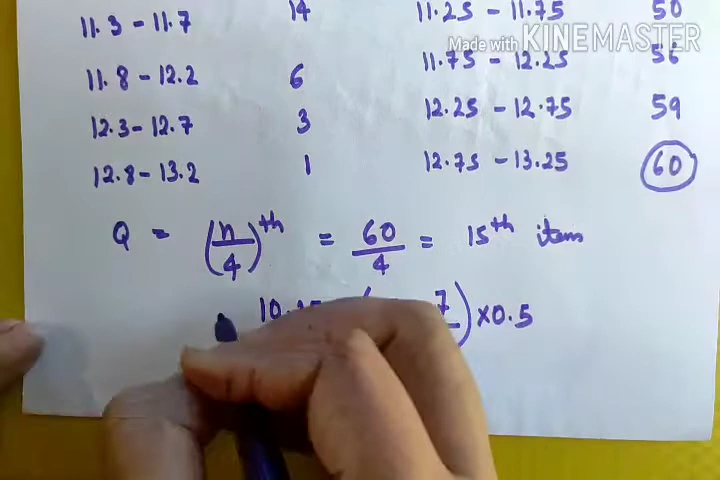 11.3 - 11.7 14 11.25 - 11.75 50
Made with KINEMASTER
11.8 - 12.2 6 11.75 - 12.25 56
12.3 - 12.7 3 12.25 - 12.75 59
12.8 - 13.2 1 12.75 - 13.25 60
Q = (n/4)th = 60/4 = 15th item
7) ×0.5